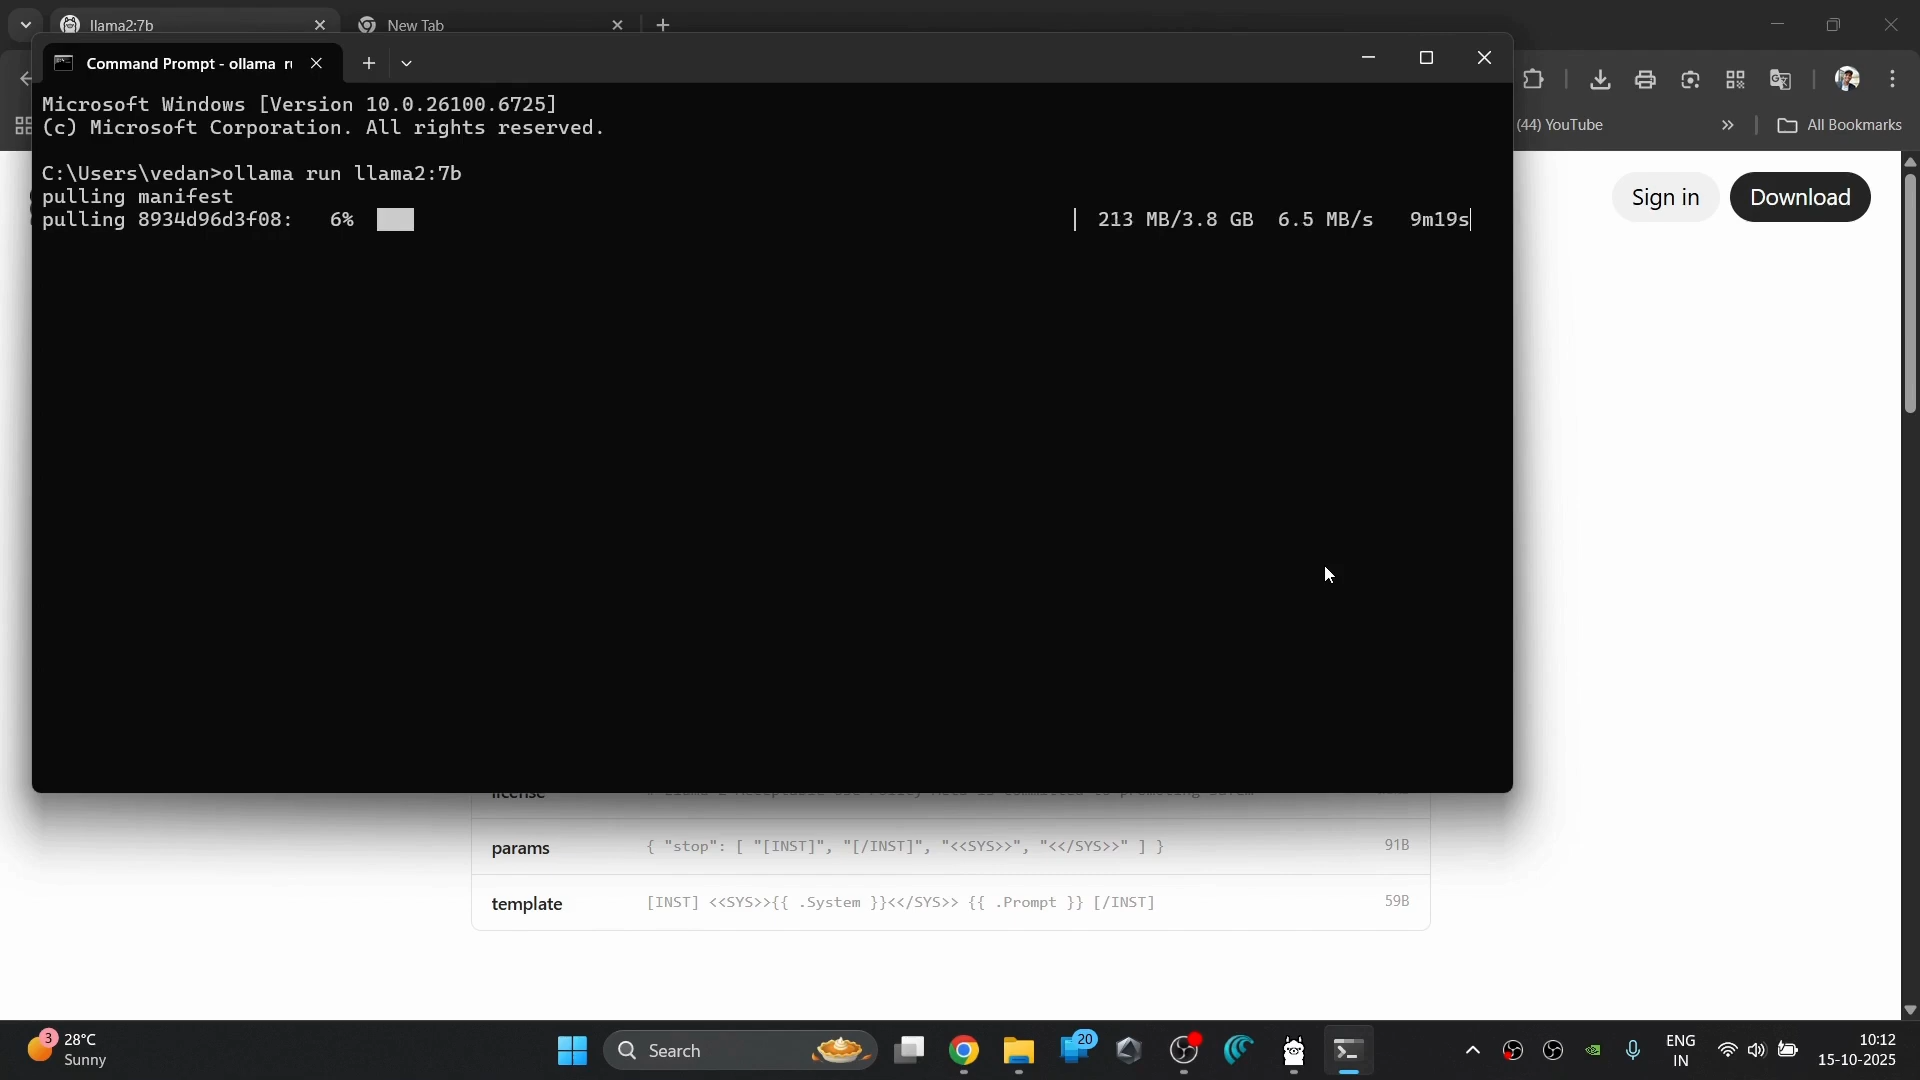 llama2:7b
New Tab
Command Prompt - ollama
Microsoft Windows [Version 10.0.26100.6725]
(c) Microsoft Corporation. All rights reserved.
C:\Users\vedan>ollama run llama2:7b
pulling manifest
pulling 8934d96d3f08: 6% 213 MB/3.8 GB 6.5 MB/s 9m19s
(44) YouTube
All Bookmarks
Sign in
Download
license
params { "stop": [ "[INST]", "[/INST]", "<<SYS>>", "<</SYS>>" ] } 91B
template [INST] <<SYS>>{{ .System }}<</SYS>> {{ .Prompt }} [/INST] 59B
3
28°C
Sunny
Search
20
ENG
IN
10:12
15-10-2025